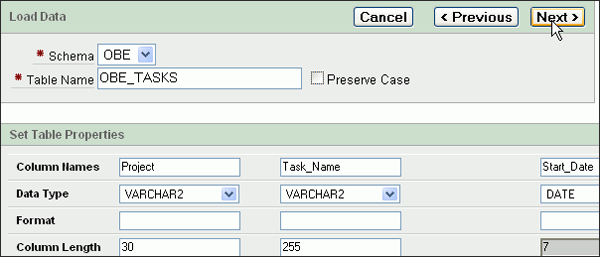 Load Data
Cancel
< Previous
Next >
* Schema OBE
* Table Name OBE_TASKS Preserve Case
Set Table Properties
Column Names Project Task_Name Start_Date
Data Type VARCHAR2 VARCHAR2 DATE
Format
Column Length 30 255 7